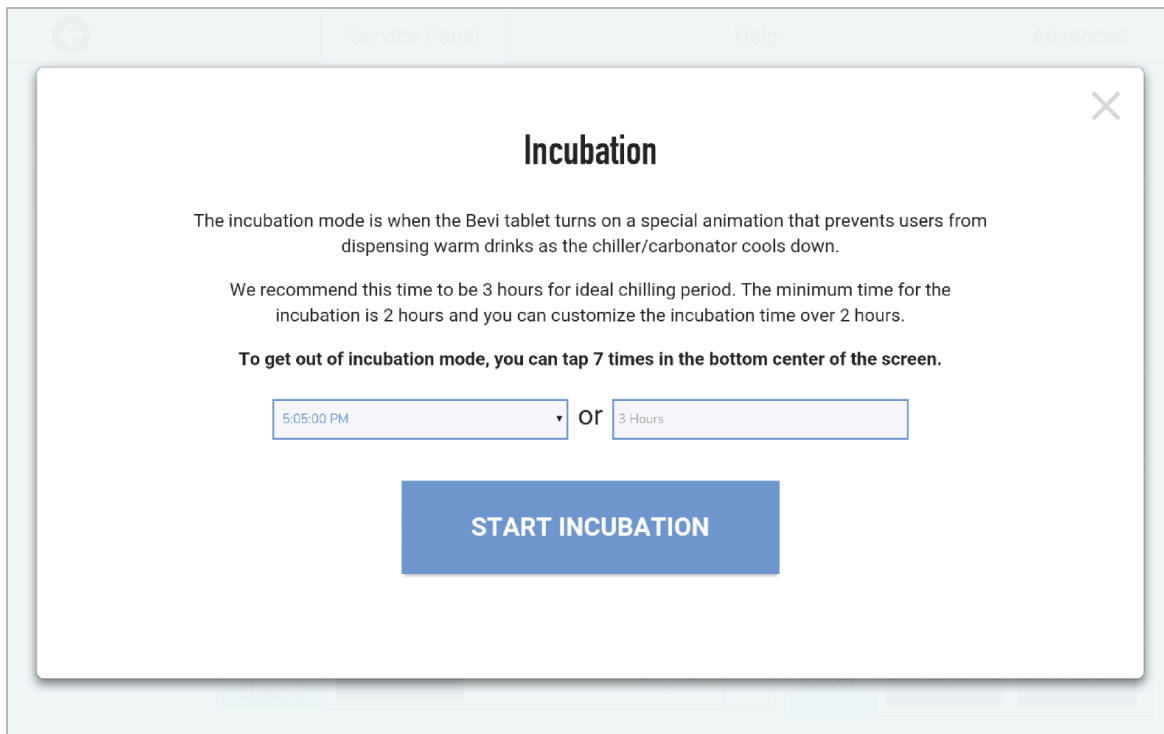 Service Panel Help Advanced
Incubation
The incubation mode is when the Bevi tablet turns on a special animation that prevents users from
dispensing warm drinks as the chiller/carbonator cools down.
We recommend this time to be 3 hours for ideal chilling period. The minimum time for the
incubation is 2 hours and you can customize the incubation time over 2 hours.
To get out of incubation mode, you can tap 7 times in the bottom center of the screen.
5:05:00 PM or 3 Hours
START INCUBATION